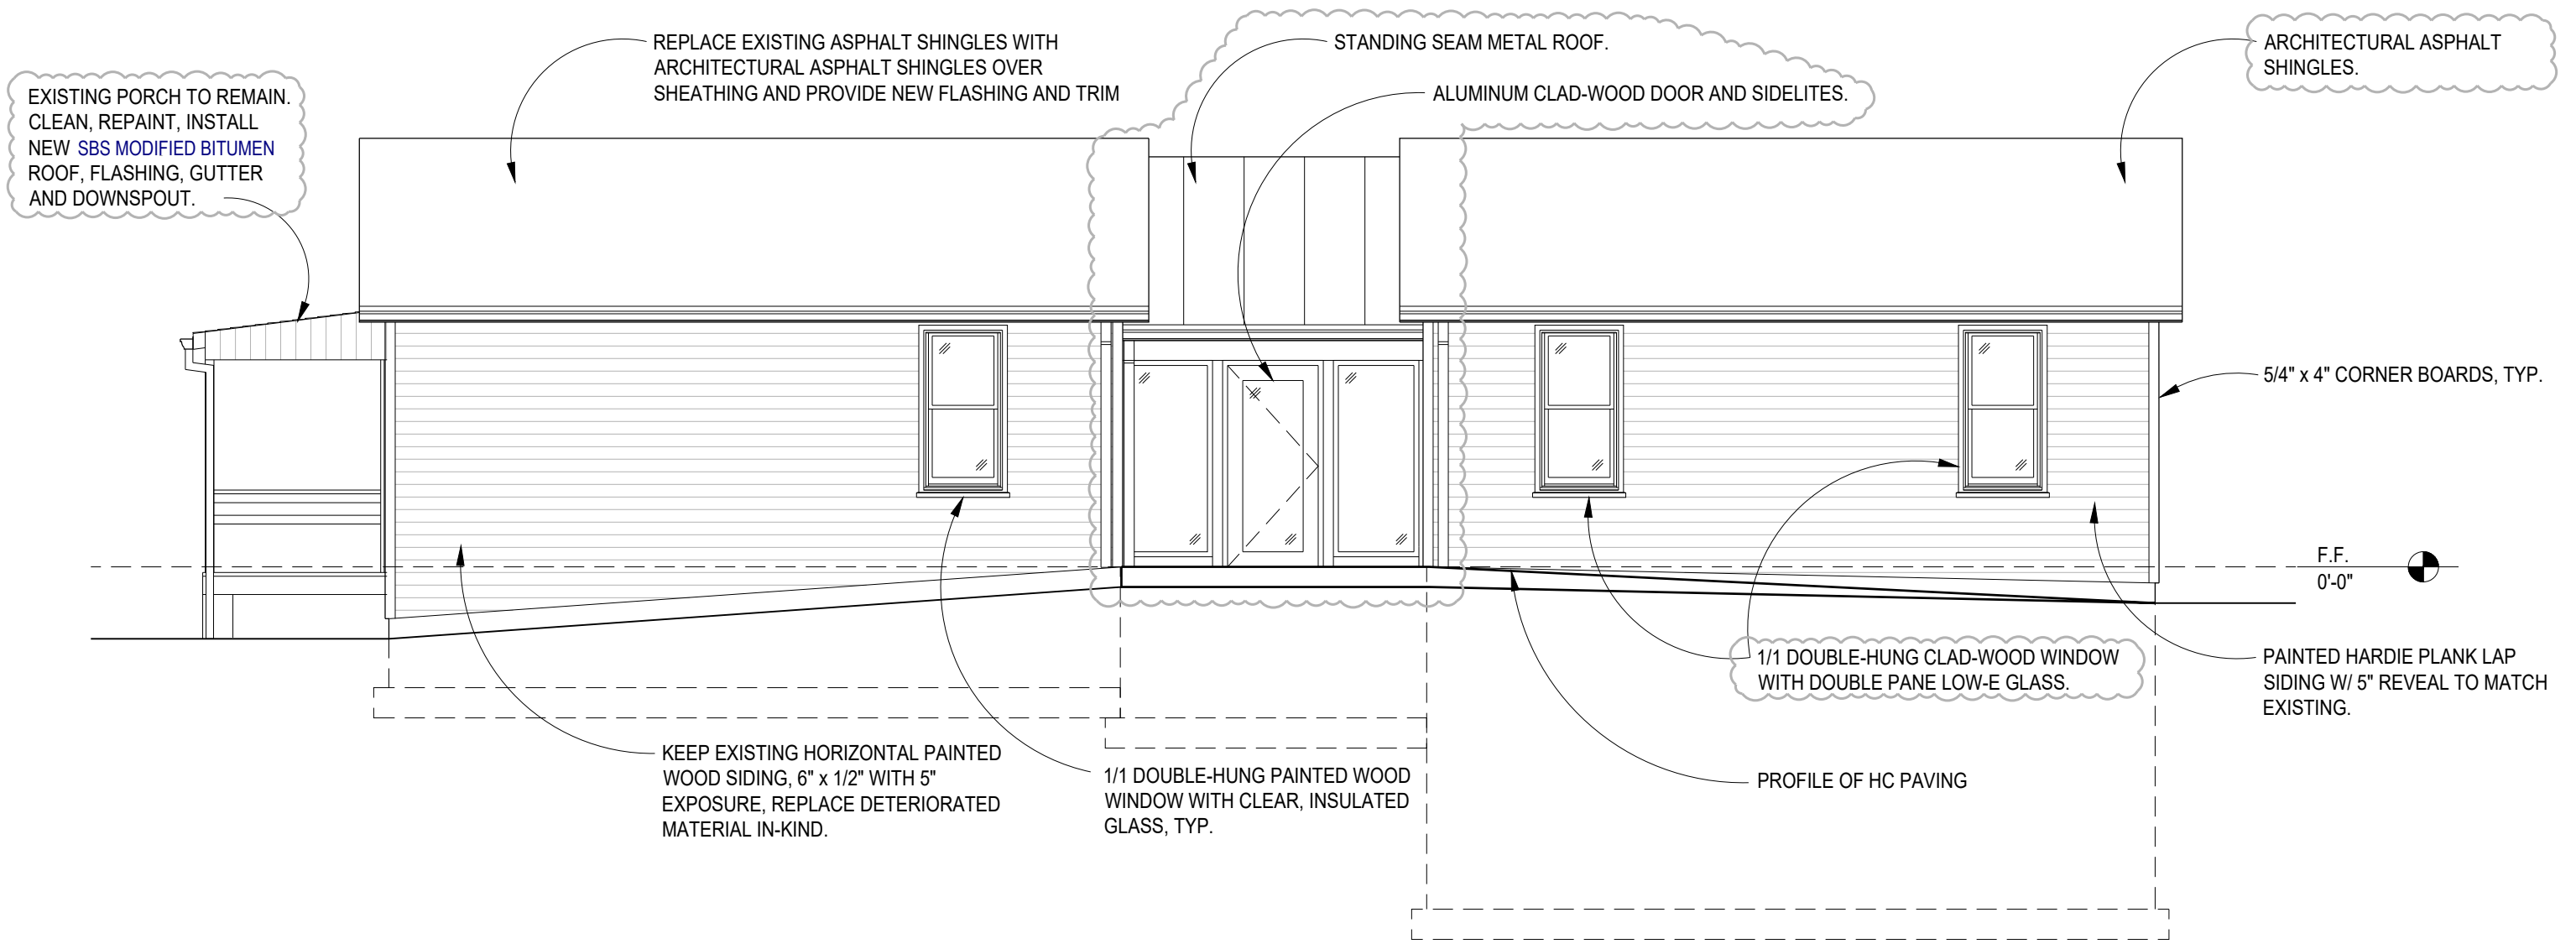 REPLACE EXISTING ASPHALT SHINGLES WITH
ARCHITECTURAL ASPHALT SHINGLES OVER
SHEATHING AND PROVIDE NEW FLASHING AND TRIM
STANDING SEAM METAL ROOF.
ALUMINUM CLAD-WOOD DOOR AND SIDELITES.
ARCHITECTURAL ASPHALT
SHINGLES.
EXISTING PORCH TO REMAIN.
CLEAN, REPAINT, INSTALL
NEW SBS MODIFIED BITUMEN
ROOF, FLASHING, GUTTER
AND DOWNSPOUT.
5/4" x 4" CORNER BOARDS, TYP.
F.F.
0'-0"
1/1 DOUBLE-HUNG CLAD-WOOD WINDOW
WITH DOUBLE PANE LOW-E GLASS.
PAINTED HARDIE PLANK LAP
SIDING W/ 5" REVEAL TO MATCH
EXISTING.
KEEP EXISTING HORIZONTAL PAINTED
WOOD SIDING, 6" x 1/2" WITH 5"
EXPOSURE, REPLACE DETERIORATED
MATERIAL IN-KIND.
1/1 DOUBLE-HUNG PAINTED WOOD
WINDOW WITH CLEAR, INSULATED
GLASS, TYP.
PROFILE OF HC PAVING